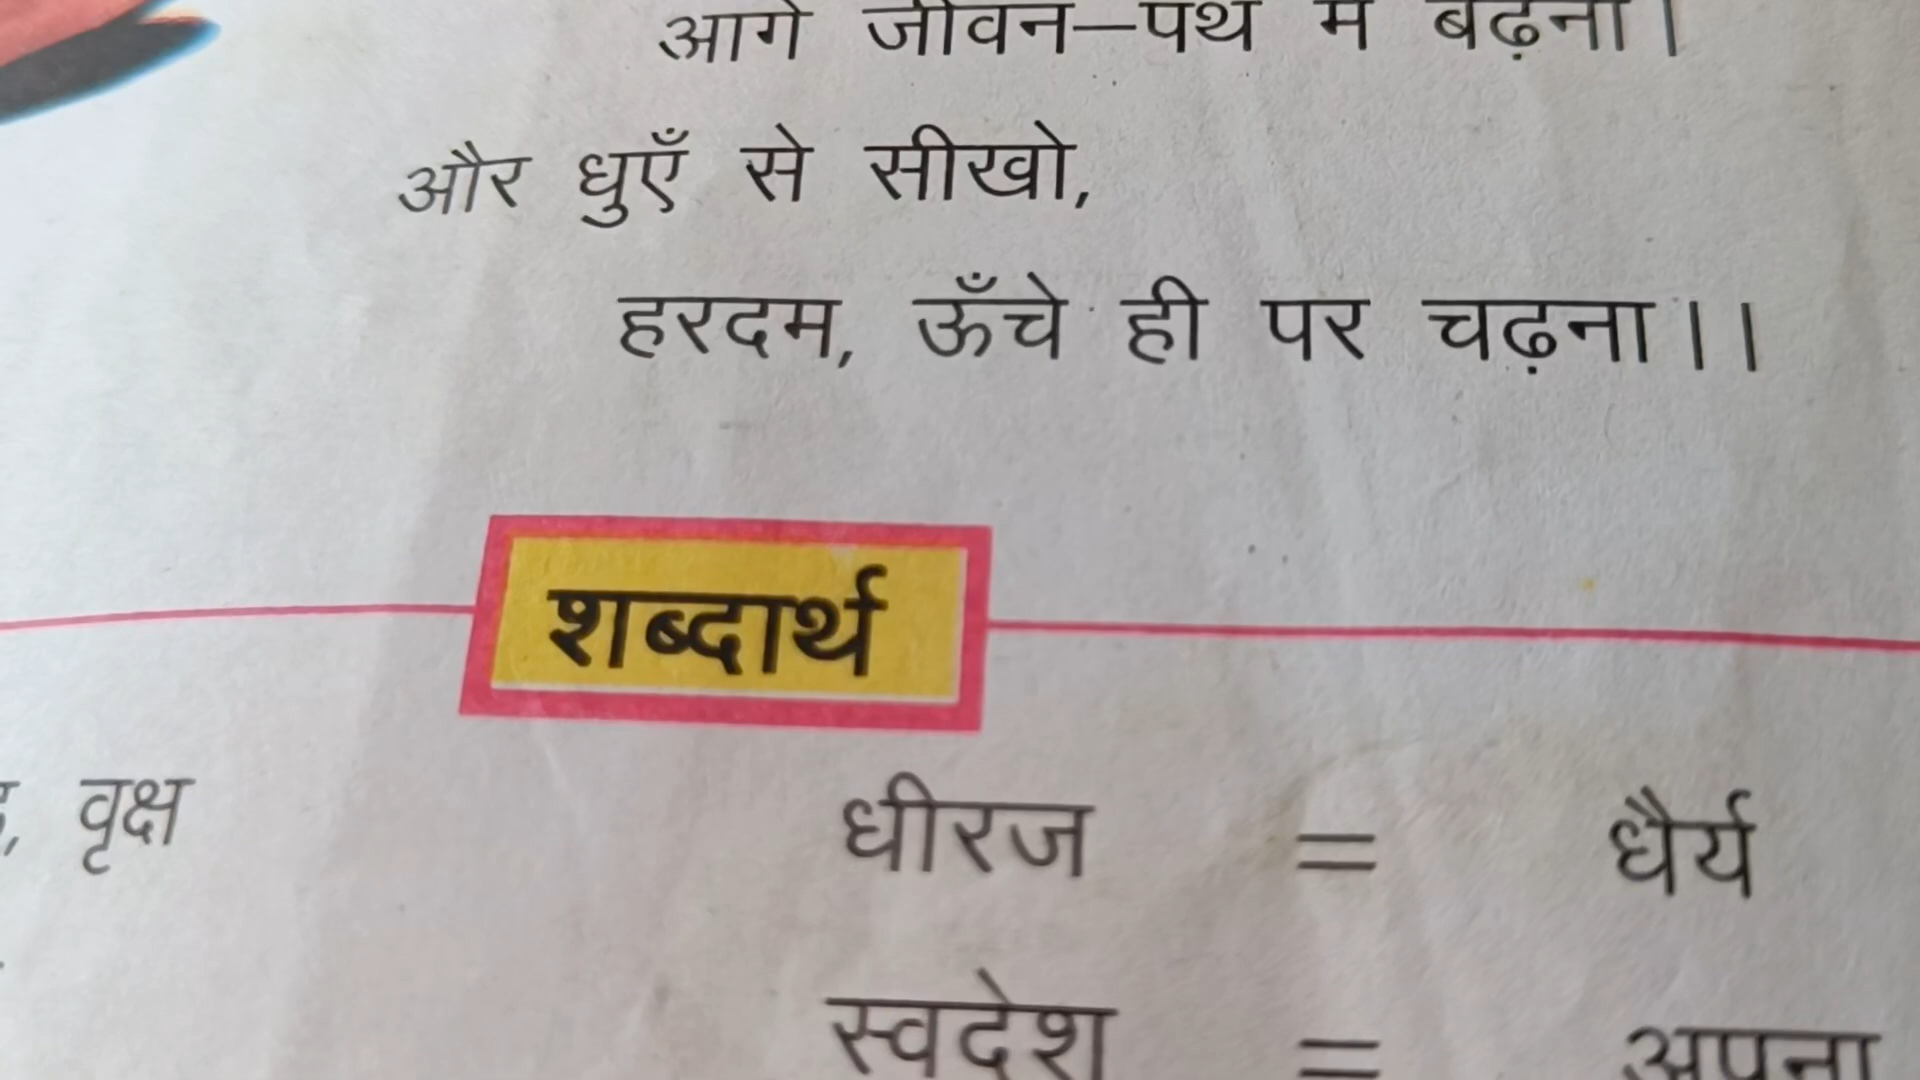 आगे जीवन–पथ में बढ़ना।
और धुएँ से सीखो,
हरदम, ऊँचे ही पर चढ़ना।।
शब्दार्थ
, वृक्ष धीरज = धैर्य
स्वदेश = अपना